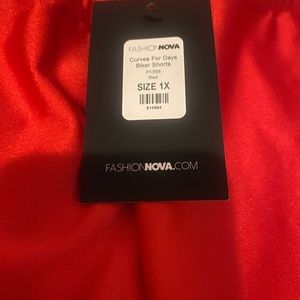 FASHIONNOVA
Curves For Days
Biker Shorts
P1358
Red
SIZE 1X
FASHIONNOVA.COM